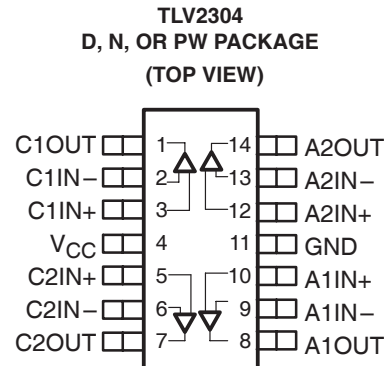 TLV2304
D, N, OR PW PACKAGE
(TOP VIEW)
C1OUT 1 14 A2OUT
C1IN− 2 13 A2IN−
C1IN+ 3 12 A2IN+
VCC 4 11 GND
C2IN+ 5 10 A1IN+
C2IN− 6 9 A1IN−
C2OUT 7 8 A1OUT